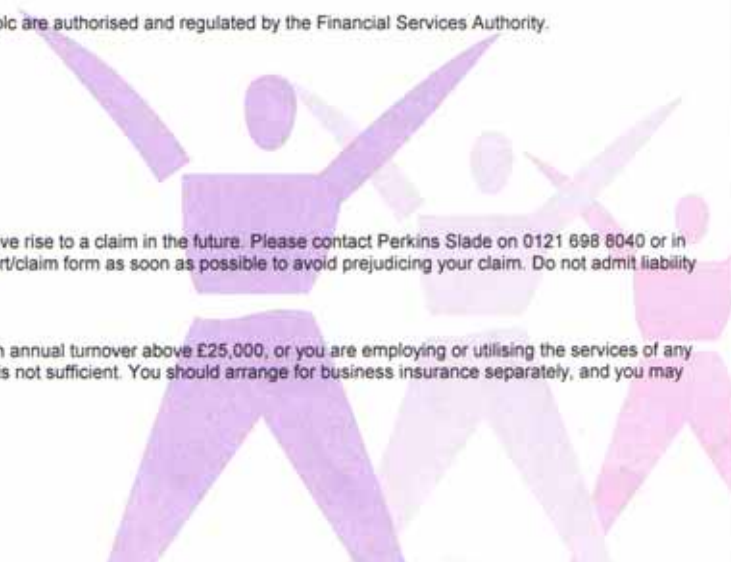 plc are authorised and regulated by the Financial Services Authority.
ve rise to a claim in the future. Please contact Perkins Slade on 0121 698 8040 or in
rt/claim form as soon as possible to avoid prejudicing your claim. Do not admit liability
n annual turnover above £25,000, or you are employing or utilising the services of any
is not sufficient. You should arrange for business insurance separately, and you may